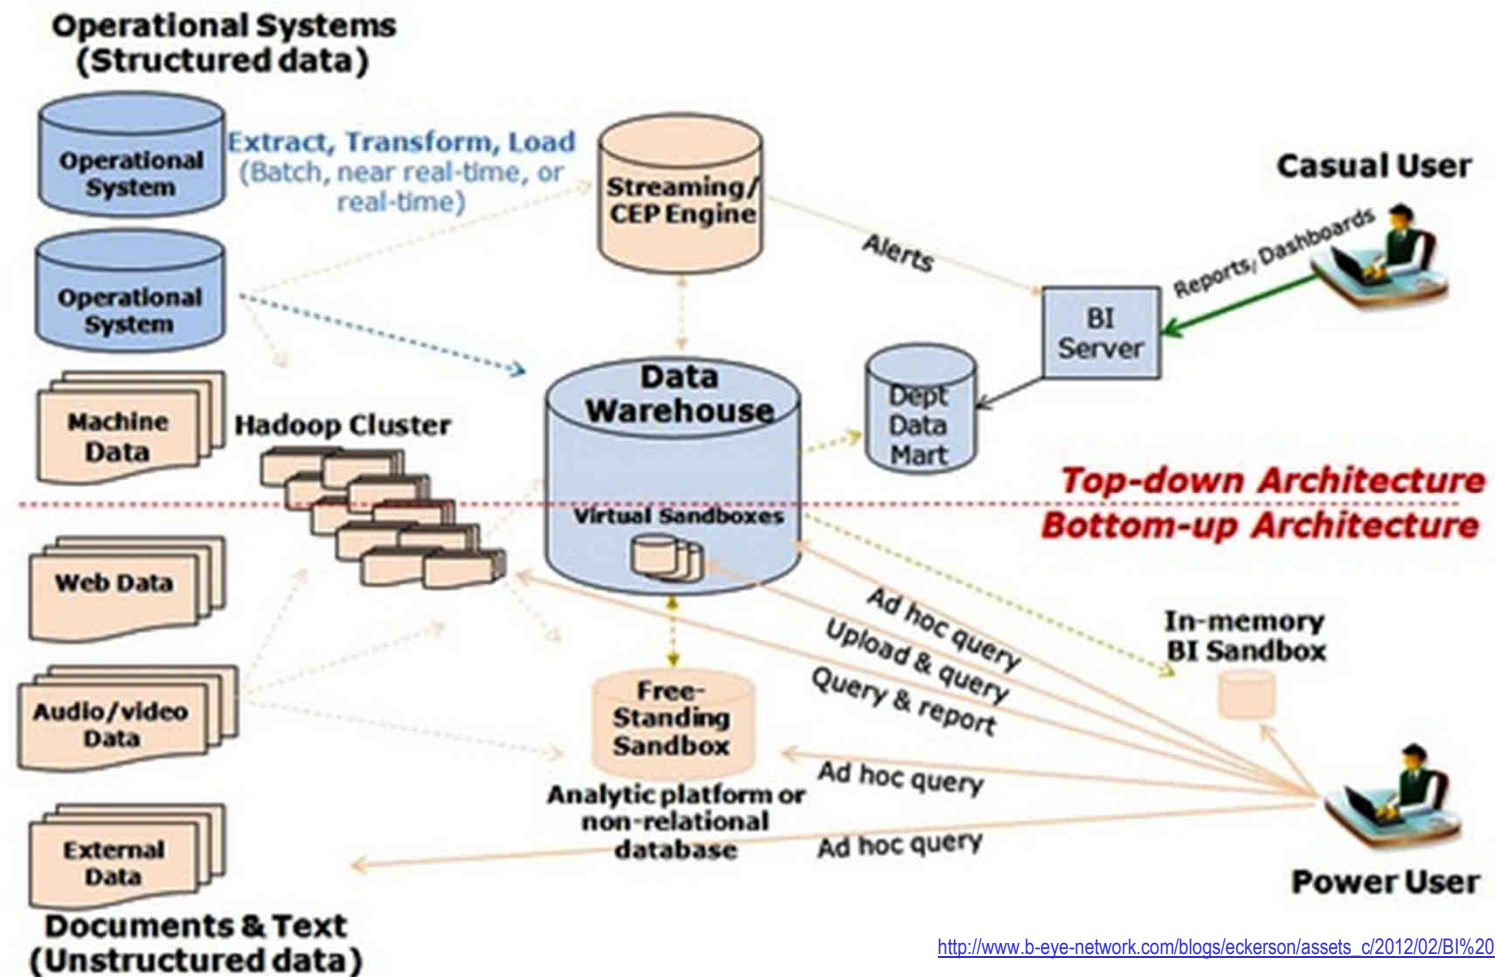 Operational Systems
(Structured data)
Operational
System
Extract, Transform, Load
(Batch, near real-time, or
real-time)
Streaming/
CEP Engine
Alerts
Casual User
Reports, Dashboards
Operational
System
BI
Server
Data
Warehouse
Dept
Data
Mart
Machine
Data
Hadoop Cluster
Top-down Architecture
Bottom-up Architecture
Virtual Sandboxes
Web Data
Ad hoc query
Upload & query
Query & report
In-memory
BI Sandbox
Audio/video
Data
Free-
Standing
Sandbox
Ad hoc query
Analytic platform or
non-relational
database
Ad hoc query
External
Data
Power User
Documents & Text
(Unstructured data)
http://www.b-eye-network.com/blogs/eckerson/assets_c/2012/02/BI%20